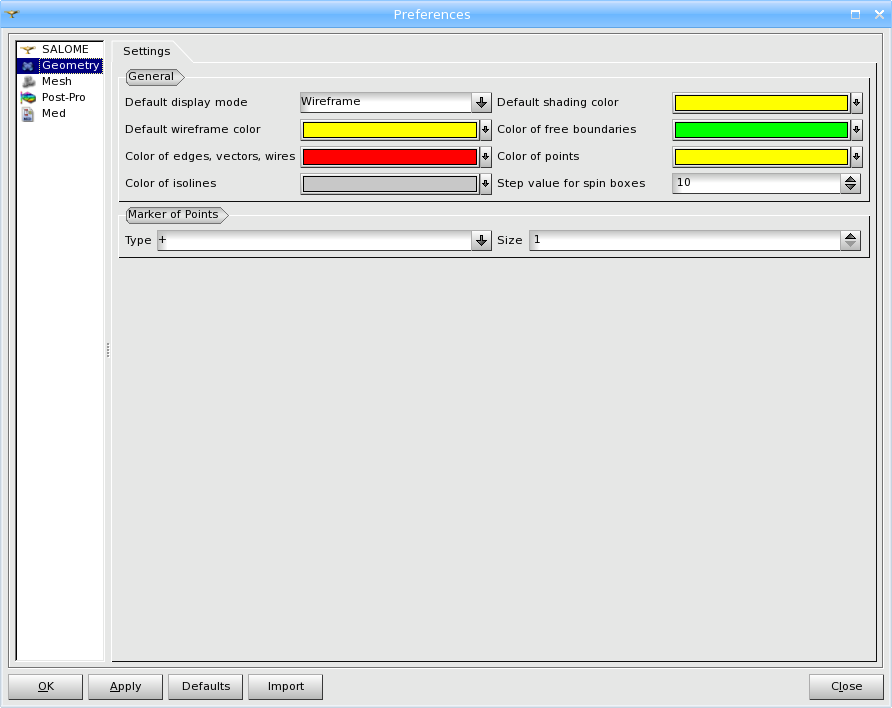 Preferences
SALOME
Geometry
Mesh
Post-Pro
Med
Settings
General
Default display mode Wireframe Default shading color
Default wireframe color Color of free boundaries
Color of edges, vectors, wires Color of points
Color of isolines Step value for spin boxes 10
Marker of Points
Type + Size 1
OK Apply Defaults Import Close